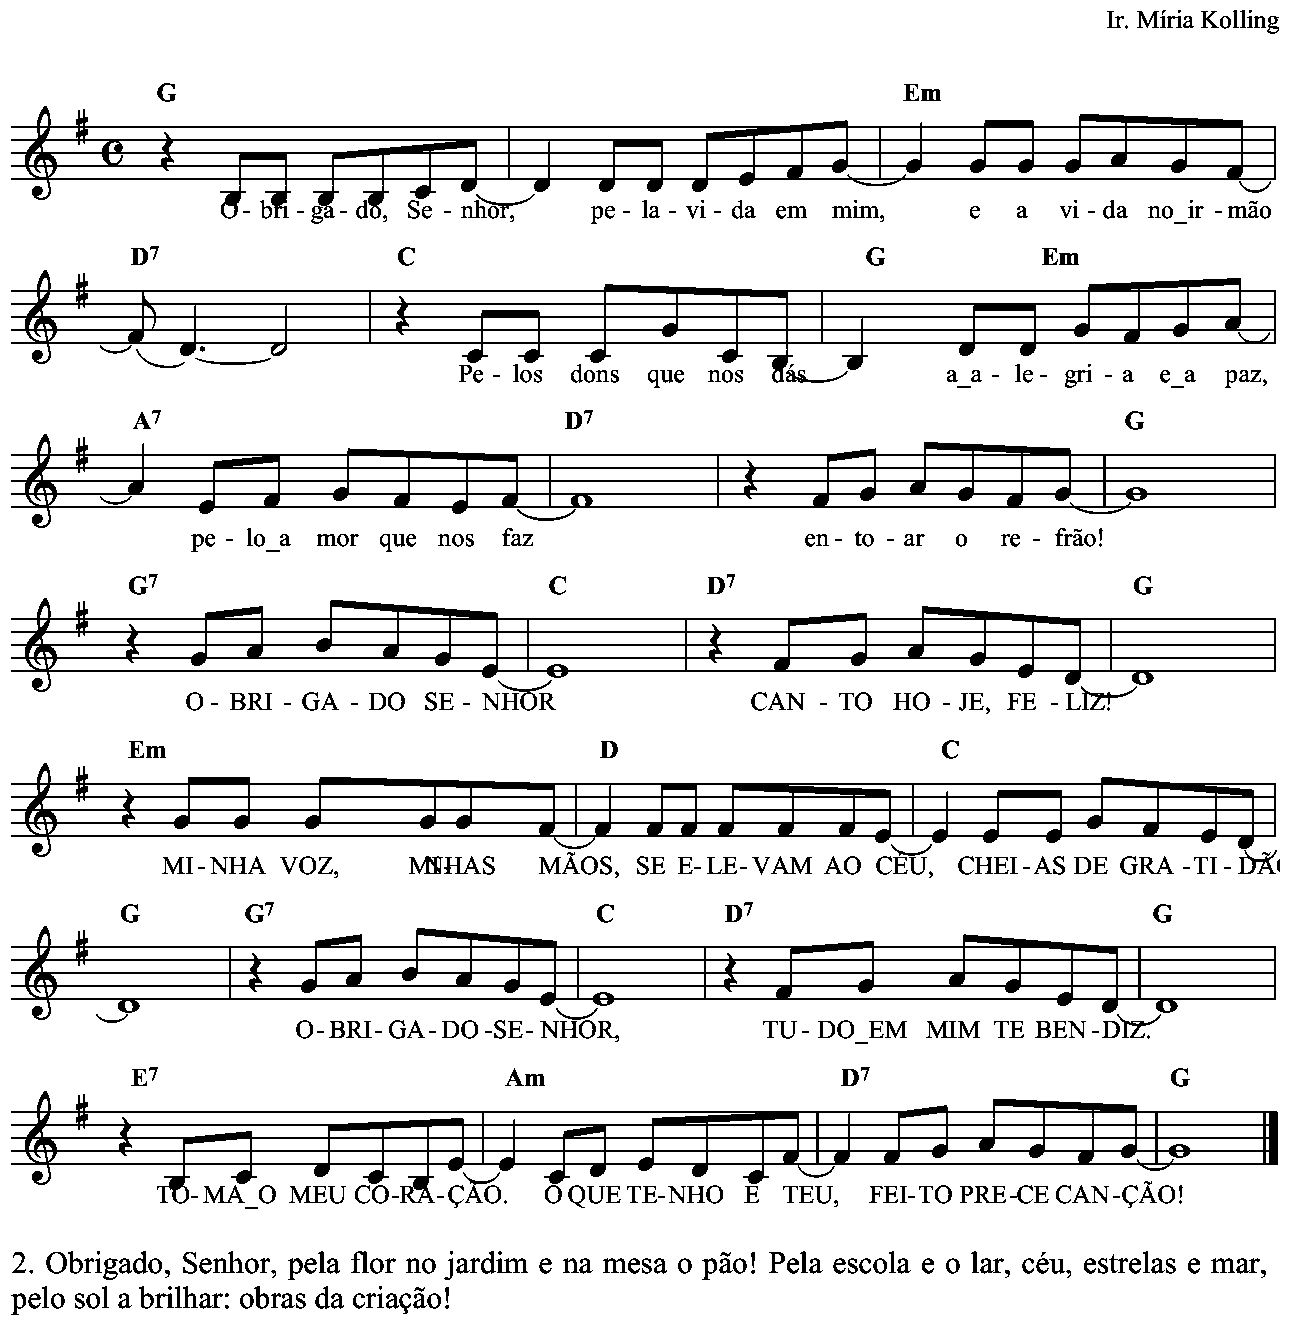 Ir. Míria Kolling
G Em
O - bri - ga - do, Se - nhor, pe - la - vi - da em mim, e a vi - da no_ir - mão
D7 C G Em
Pe - los dons que nos dás a_a - le - gri - a e_a paz,
A7 D7 G
pe - lo_a mor que nos faz en - to - ar o re - frão!
G7 C D7 G
O - BRI - GA - DO SE - NHOR CAN - TO HO - JE, FE - LIZ!
Em D C
MI - NHA VOZ, MI-NHAS MÃOS, SE E - LE - VAM AO CÉU, CHEI - AS DE GRA - TI - DÃO
G G7 C D7 G
O - BRI - GA - DO - SE - NHOR, TU - DO_EM MIM TE BEN - DIZ.
E7 Am D7 G
TO - MA_O MEU CO - RA - ÇÃO. O QUE TE - NHO É TEU, FEI - TO PRE - CE CAN - ÇÃO!
2. Obrigado, Senhor, pela flor no jardim e na mesa o pão! Pela escola e o lar, céu, estrelas e mar,
pelo sol a brilhar: obras da criação!